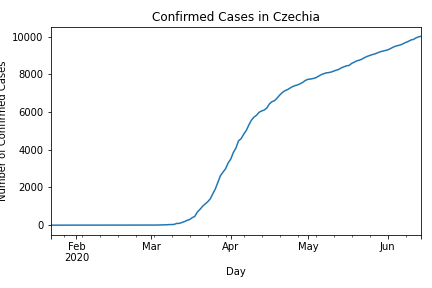 Confirmed Cases in Czechia
10000
8000
6000
4000
2000
0
Number of Confirmed Cases
Feb Mar Apr May Jun
2020
Day